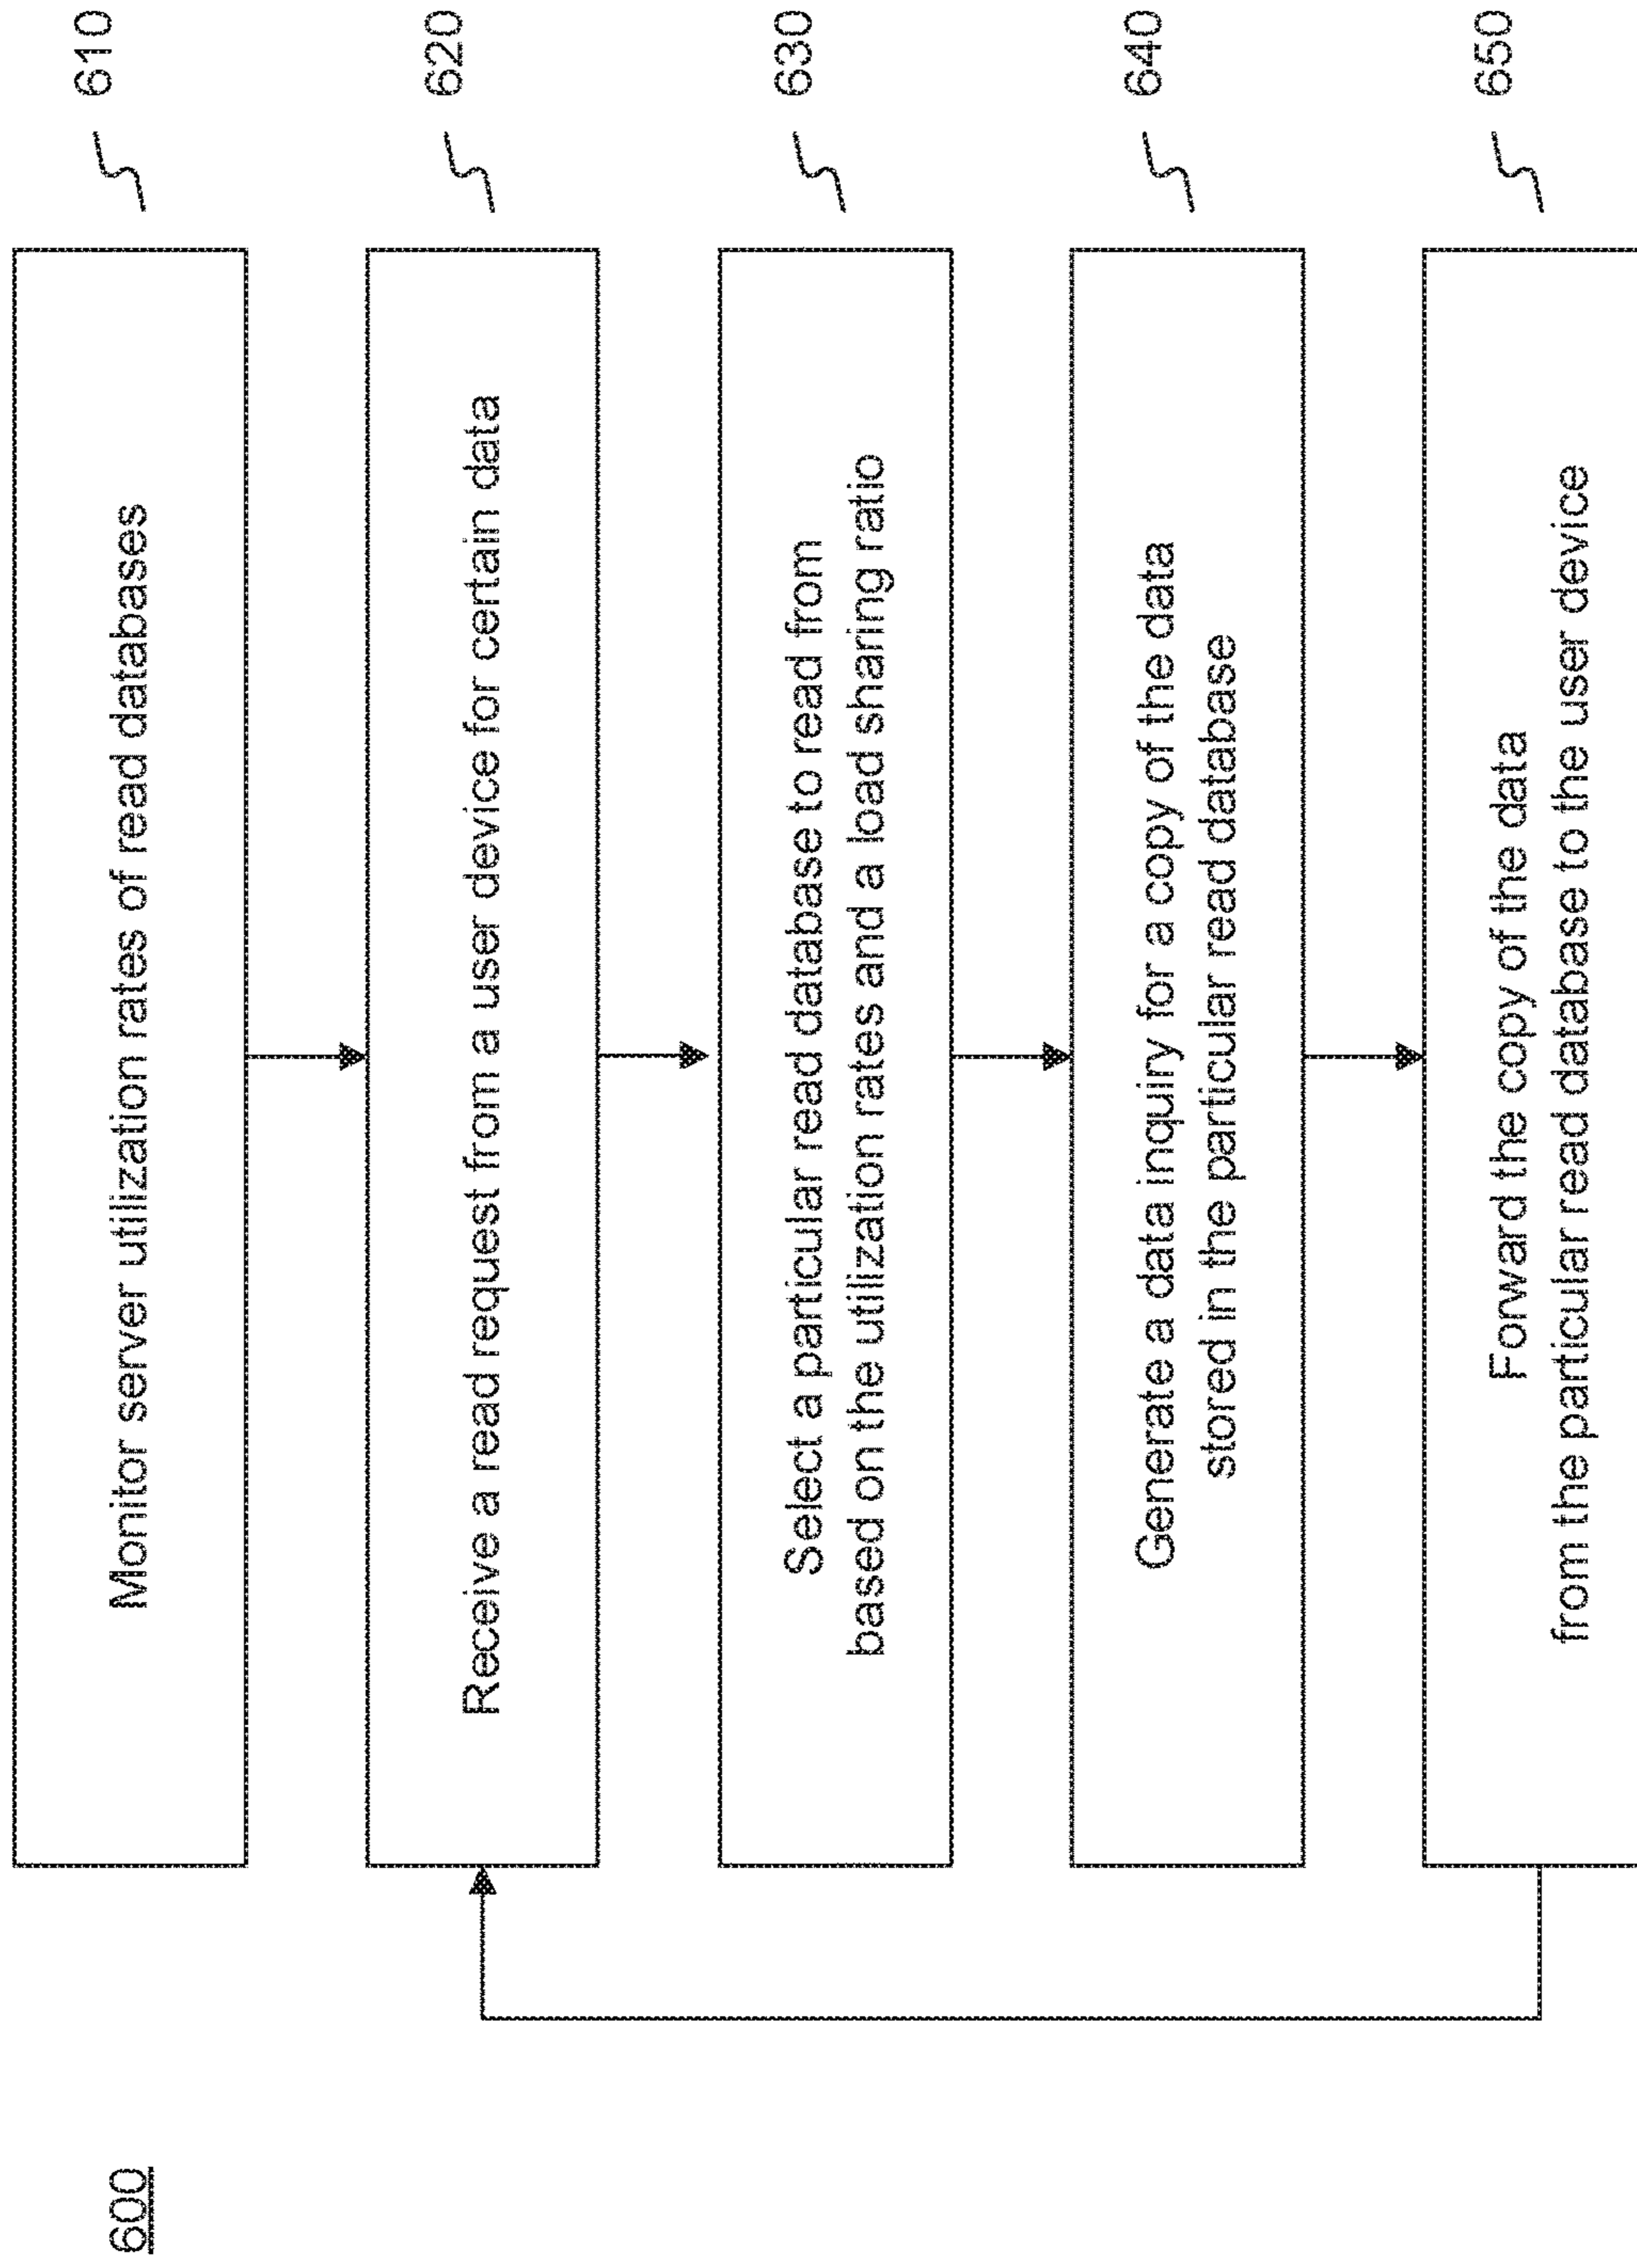 600
Monitor server utilization rates of read databases
610
Receive a read request from a user device for certain data
620
Select a particular read database to read from
based on the utilization rates and a load sharing ratio
630
Generate a data inquiry for a copy of the data
stored in the particular read database
640
Forward the copy of the data
from the particular read database to the user device
650